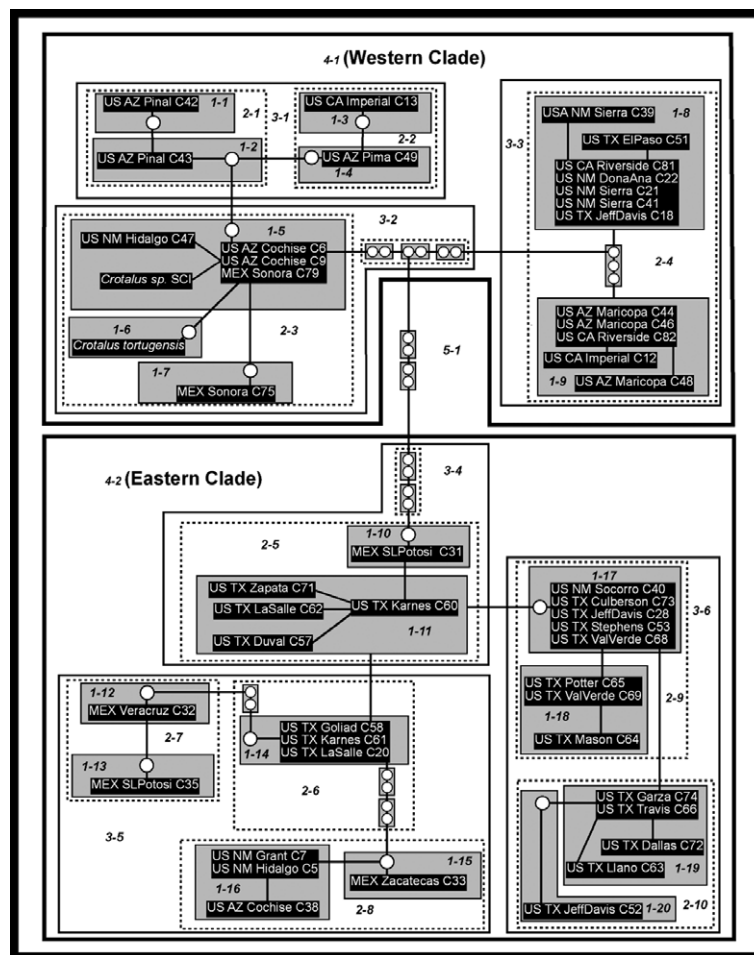 4-1 (Western Clade)
US AZ Pinal C42
1-1
2-1
US AZ Pinal C43
1-2
3-1
US CA Imperial C13
1-3
2-2
US AZ Pima C49
1-4
3-3
USA NM Sierra C39
1-8
US TX ElPaso C51
US CA Riverside C81
US NM DonaAna C22
US NM Sierra C21
US NM Sierra C41
US TX JeffDavis C18
2-4
US AZ Maricopa C44
US AZ Maricopa C46
US CA Riverside C82
US CA Imperial C12
1-9
US AZ Maricopa C48
3-2
1-5
US NM Hidalgo C47
US AZ Cochise C6
US AZ Cochise C9
MEX Sonora C79
Crotalus sp. SCI
1-6
2-3
Crotalus tortugensis
1-7
MEX Sonora C75
5-1
4-2 (Eastern Clade)
3-4
2-5
1-10
MEX SLPotosi C31
US TX Zapata C71
US TX LaSalle C62
US TX Karnes C60
US TX Duval C57
1-11
1-17
US NM Socorro C40
US TX Culberson C73
US TX JeffDavis C28
US TX Stephens C53
US TX ValVerde C68
3-6
US TX Potter C65
US TX ValVerde C69
2-9
1-18
US TX Mason C64
1-12
MEX Veracruz C32
2-7
1-13
MEX SLPotosi C35
US TX Goliad C58
US TX Karnes C61
US TX LaSalle C20
1-14
2-6
3-5
US NM Grant C7
US NM Hidalgo C5
1-15
MEX Zacatecas C33
1-16
US AZ Cochise C38
2-8
US TX Garza C74
US TX Travis C66
US TX Dallas C72
US TX Llano C63
1-19
US TX JeffDavis C52
1-20
2-10